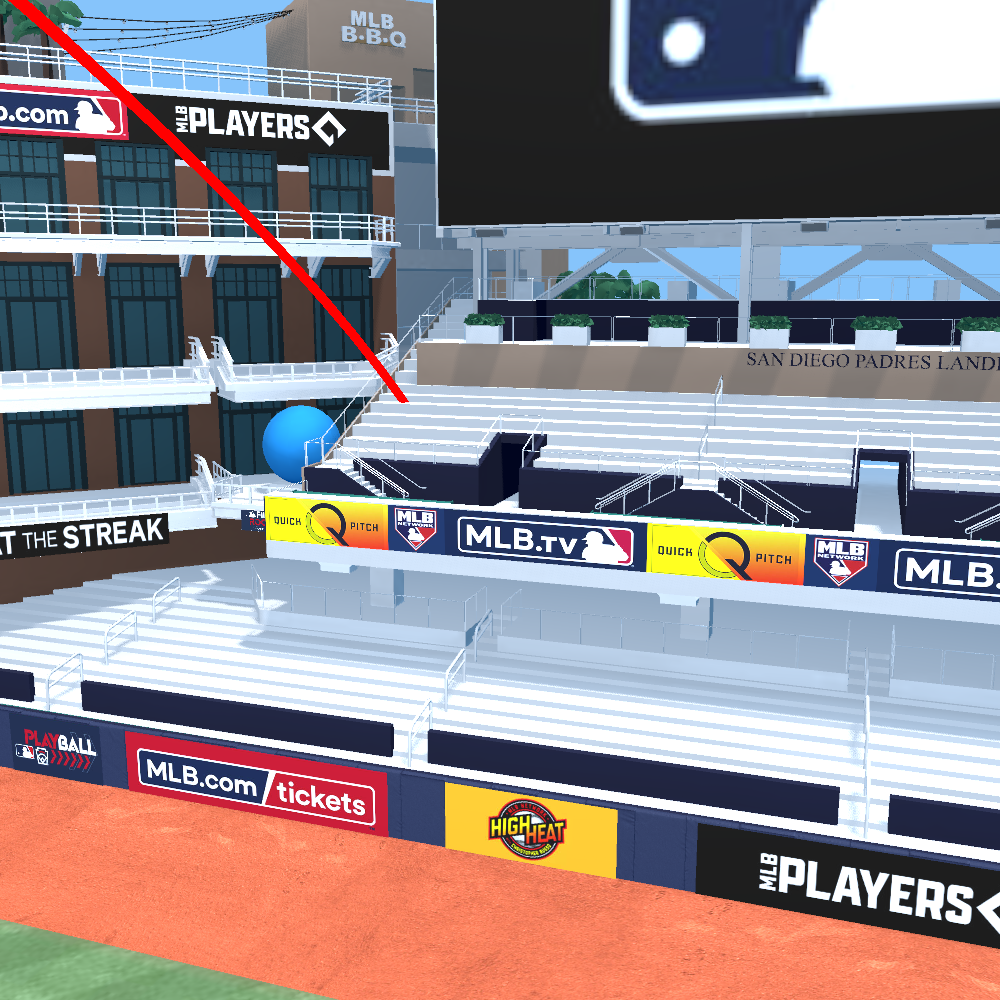 MLB
B·B·Q
.com
MLB PLAYERS
SAN DIEGO PADRES LAND
QUICK PITCH
MLB
NETWORK
MLB.tv
QUICK PITCH
MLB
NETWORK
MLB.
THE STREAK
PLAY BALL
MLB.com/tickets
HIGH HEAT
MLB PLAYERS